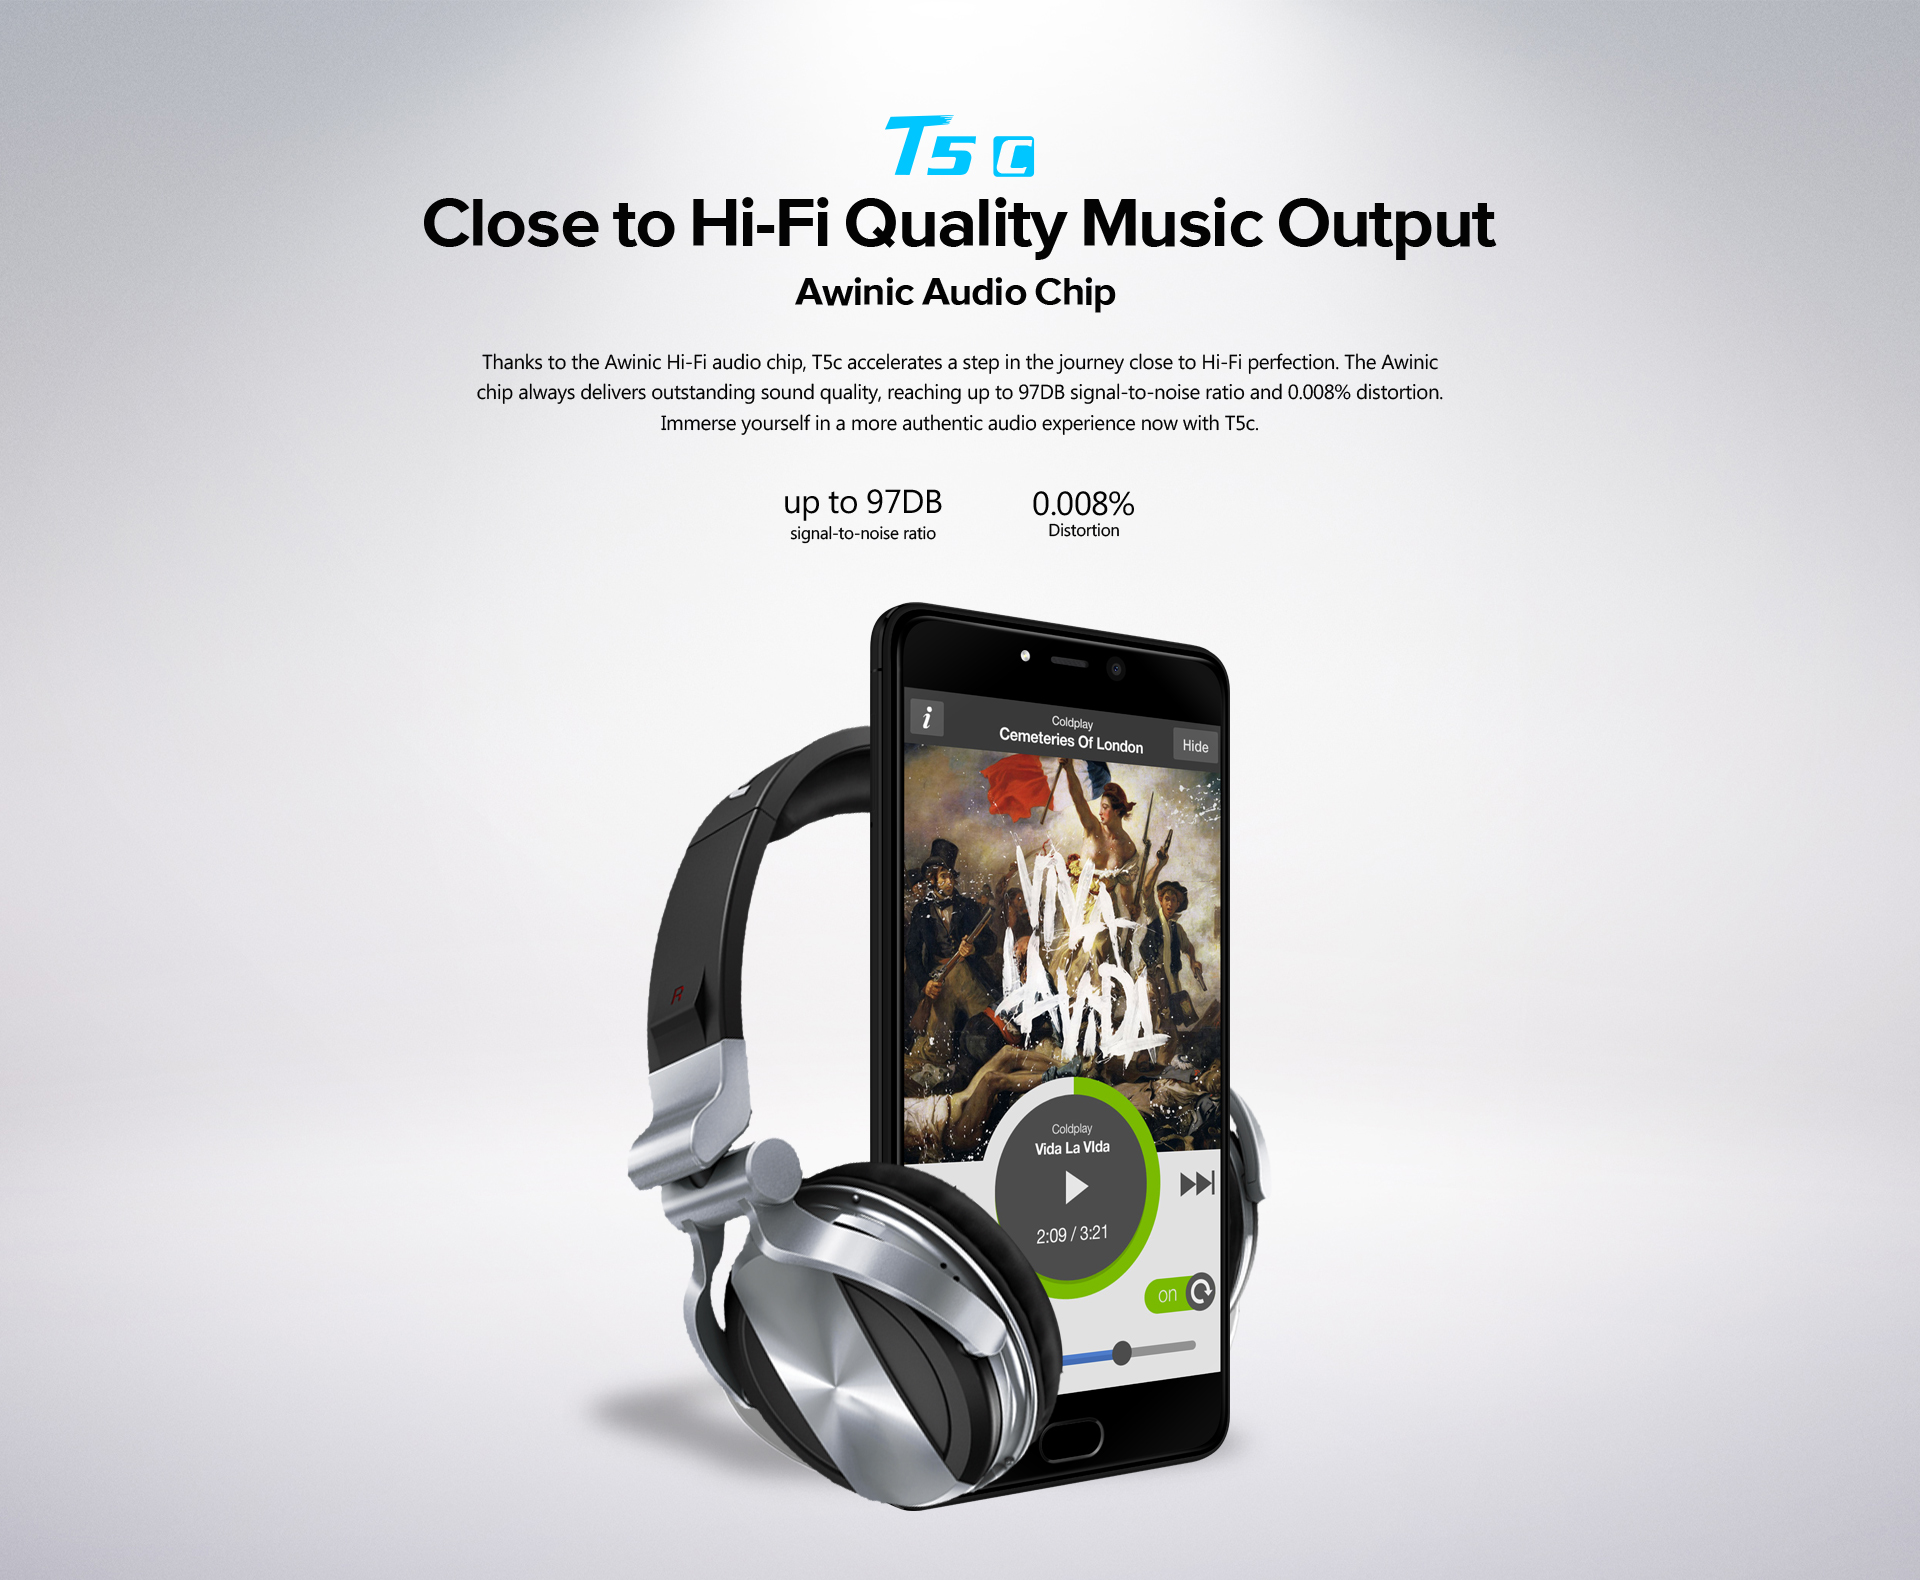 T5 C
Close to Hi-Fi Quality Music Output
Awinic Audio Chip
Thanks to the Awinic Hi-Fi audio chip, T5c accelerates a step in the journey close to Hi-Fi perfection. The Awinic
chip always delivers outstanding sound quality, reaching up to 97DB signal-to-noise ratio and 0.008% distortion.
Immerse yourself in a more authentic audio experience now with T5c.
up to 97DB
signal-to-noise ratio
0.008%
Distortion
i
Coldplay
Cemeteries Of London
Hide
VIVA
LA VIDA
R
Coldplay
Vida La VIda
2:09 / 3:21
on